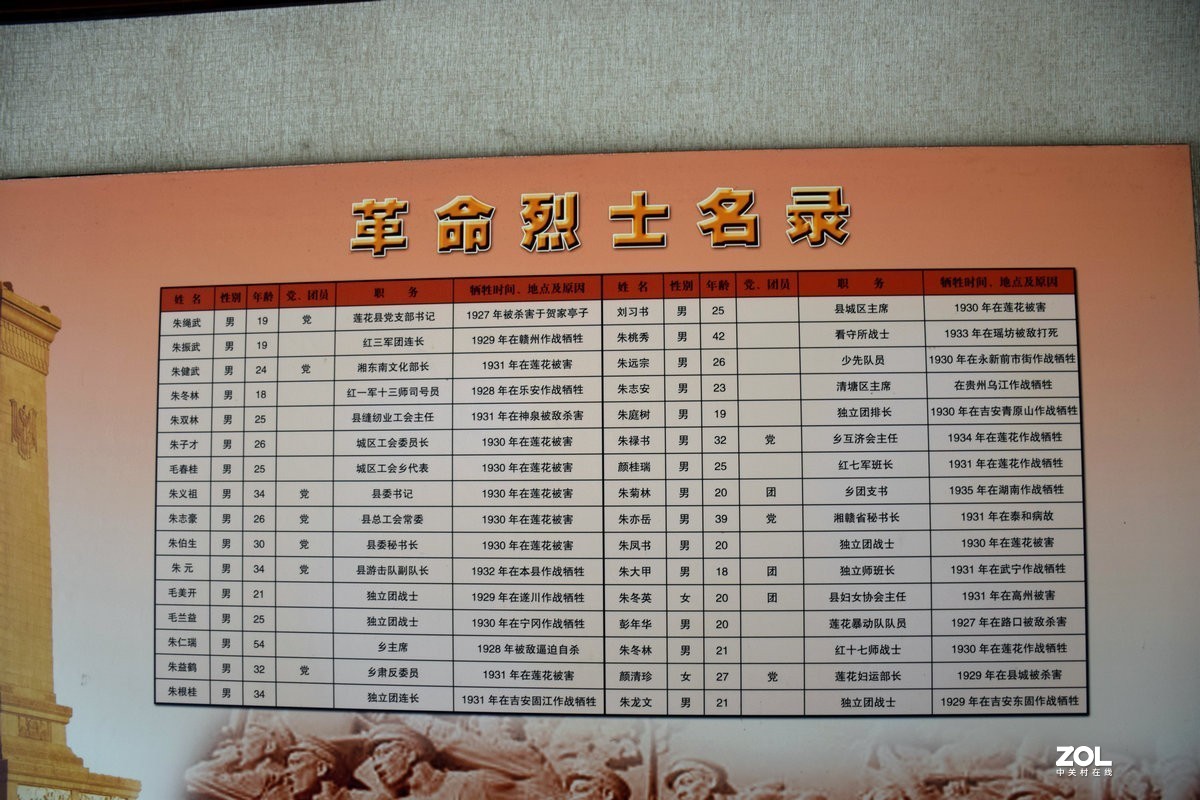 革命烈士名录
姓名 性别 年龄 党、团员 职务 牺牲时间、地点及原因 姓名 性别 年龄 党、团员 职务 牺牲时间、地点及原因
朱绳武 男 19 党 莲花县党支部书记 1927年被杀害于贺家亭子 刘习书 男 25 县城区主席 1930年在莲花被害
朱振武 男 19 红三军团连长 1929年在赣州作战牺牲 朱桃秀 男 42 看守所战士 1933年在瑶坊被敌打死
朱健武 男 24 党 湘东南文化部长 1931年在莲花被害 朱远宗 男 26 少先队员 1930年在永新前市街作战牺牲
朱冬林 男 18 红一军十三师司号员 1928年在乐安作战牺牲 朱志安 男 23 清塘区主席 在贵州乌江作战牺牲
朱双林 男 25 县缝纫业工会主任 1931年在神泉被敌杀害 朱庭树 男 19 独立团排长 1930年在吉安青原山作战牺牲
朱子才 男 26 城区工会委员长 1930年在莲花被害 朱禄书 男 32 党 乡互济会主任 1934年在莲花作战牺牲
毛春桂 男 25 城区工会乡代表 1930年在莲花被害 颜桂瑞 男 25 红七军班长 1931年在莲花作战牺牲
朱义祖 男 34 党 县委书记 1930年在莲花被害 朱菊林 男 20 团 乡团支书 1935年在湖南作战牺牲
朱志豪 男 26 党 县总工会常委 1930年在莲花被害 朱亦岳 男 39 党 湘赣省秘书长 1931年在泰和病故
朱伯生 男 30 党 县委秘书长 1930年在莲花被害 朱凤书 男 20 独立团战士 1930年在莲花被害
朱元 男 34 党 县游击队副队长 1932年在本县作战牺牲 朱大甲 男 18 团 独立师班长 1931年在武宁作战牺牲
毛美开 男 21 独立团战士 1929年在遂川作战牺牲 朱冬英 女 20 团 县妇女协会主任 1931年在高州被害
毛兰益 男 25 独立团战士 1930年在宁冈作战牺牲 彭年华 男 20 莲花暴动队队员 1927年在路口被敌杀害
朱仁瑞 男 54 乡主席 1928年被敌逼迫自杀 朱冬林 男 21 红十七师战士 1930年在莲花作战牺牲
朱益鹤 男 32 党 乡肃反委员 1931年在莲花被害 颜清珍 女 27 党 莲花妇运部长 1929年在县城被杀害
朱根桂 男 34 独立团连长 1931年在吉安固江作战牺牲 朱龙文 男 21 独立团战士 1929年在吉安东固作战牺牲
ZOL
中关村在线